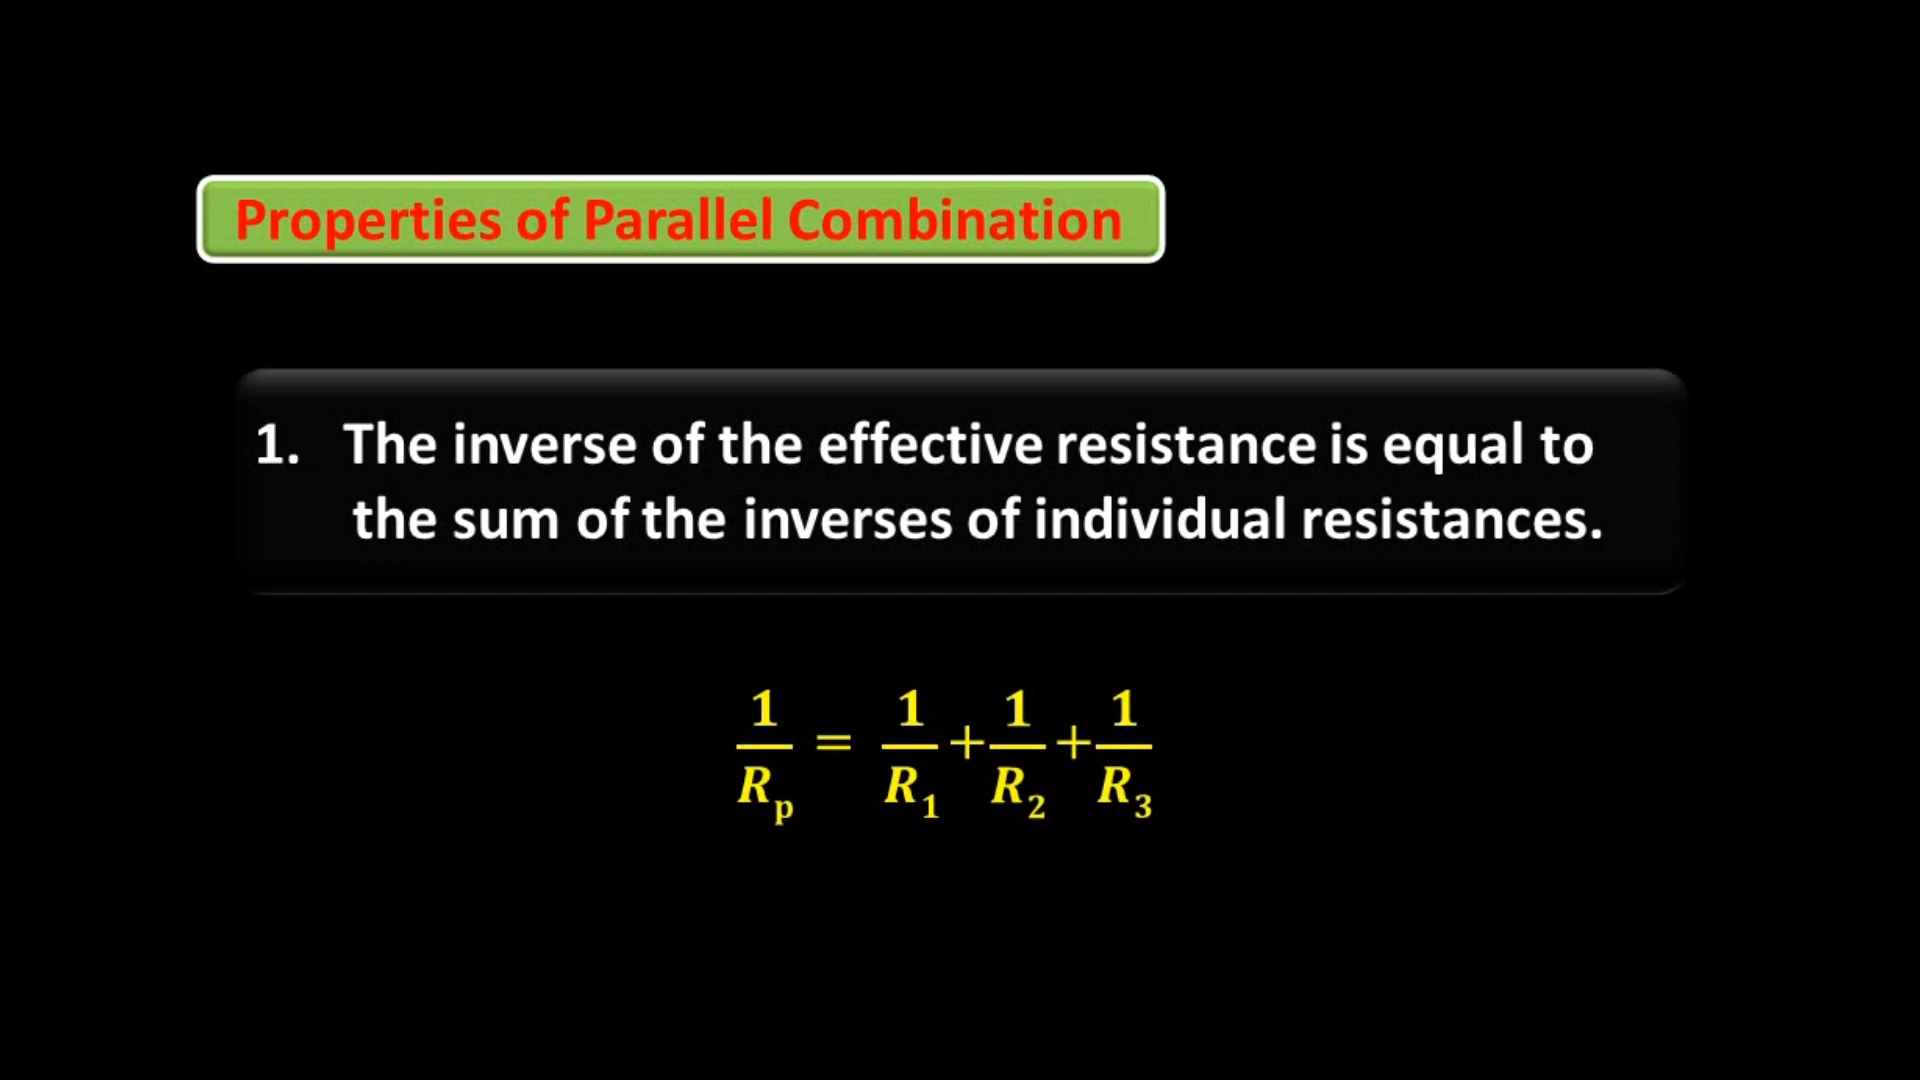 Properties of Parallel Combination
1. The inverse of the effective resistance is equal to
the sum of the inverses of individual resistances.
1/Rₚ = 1/R₁ + 1/R₂ + 1/R₃